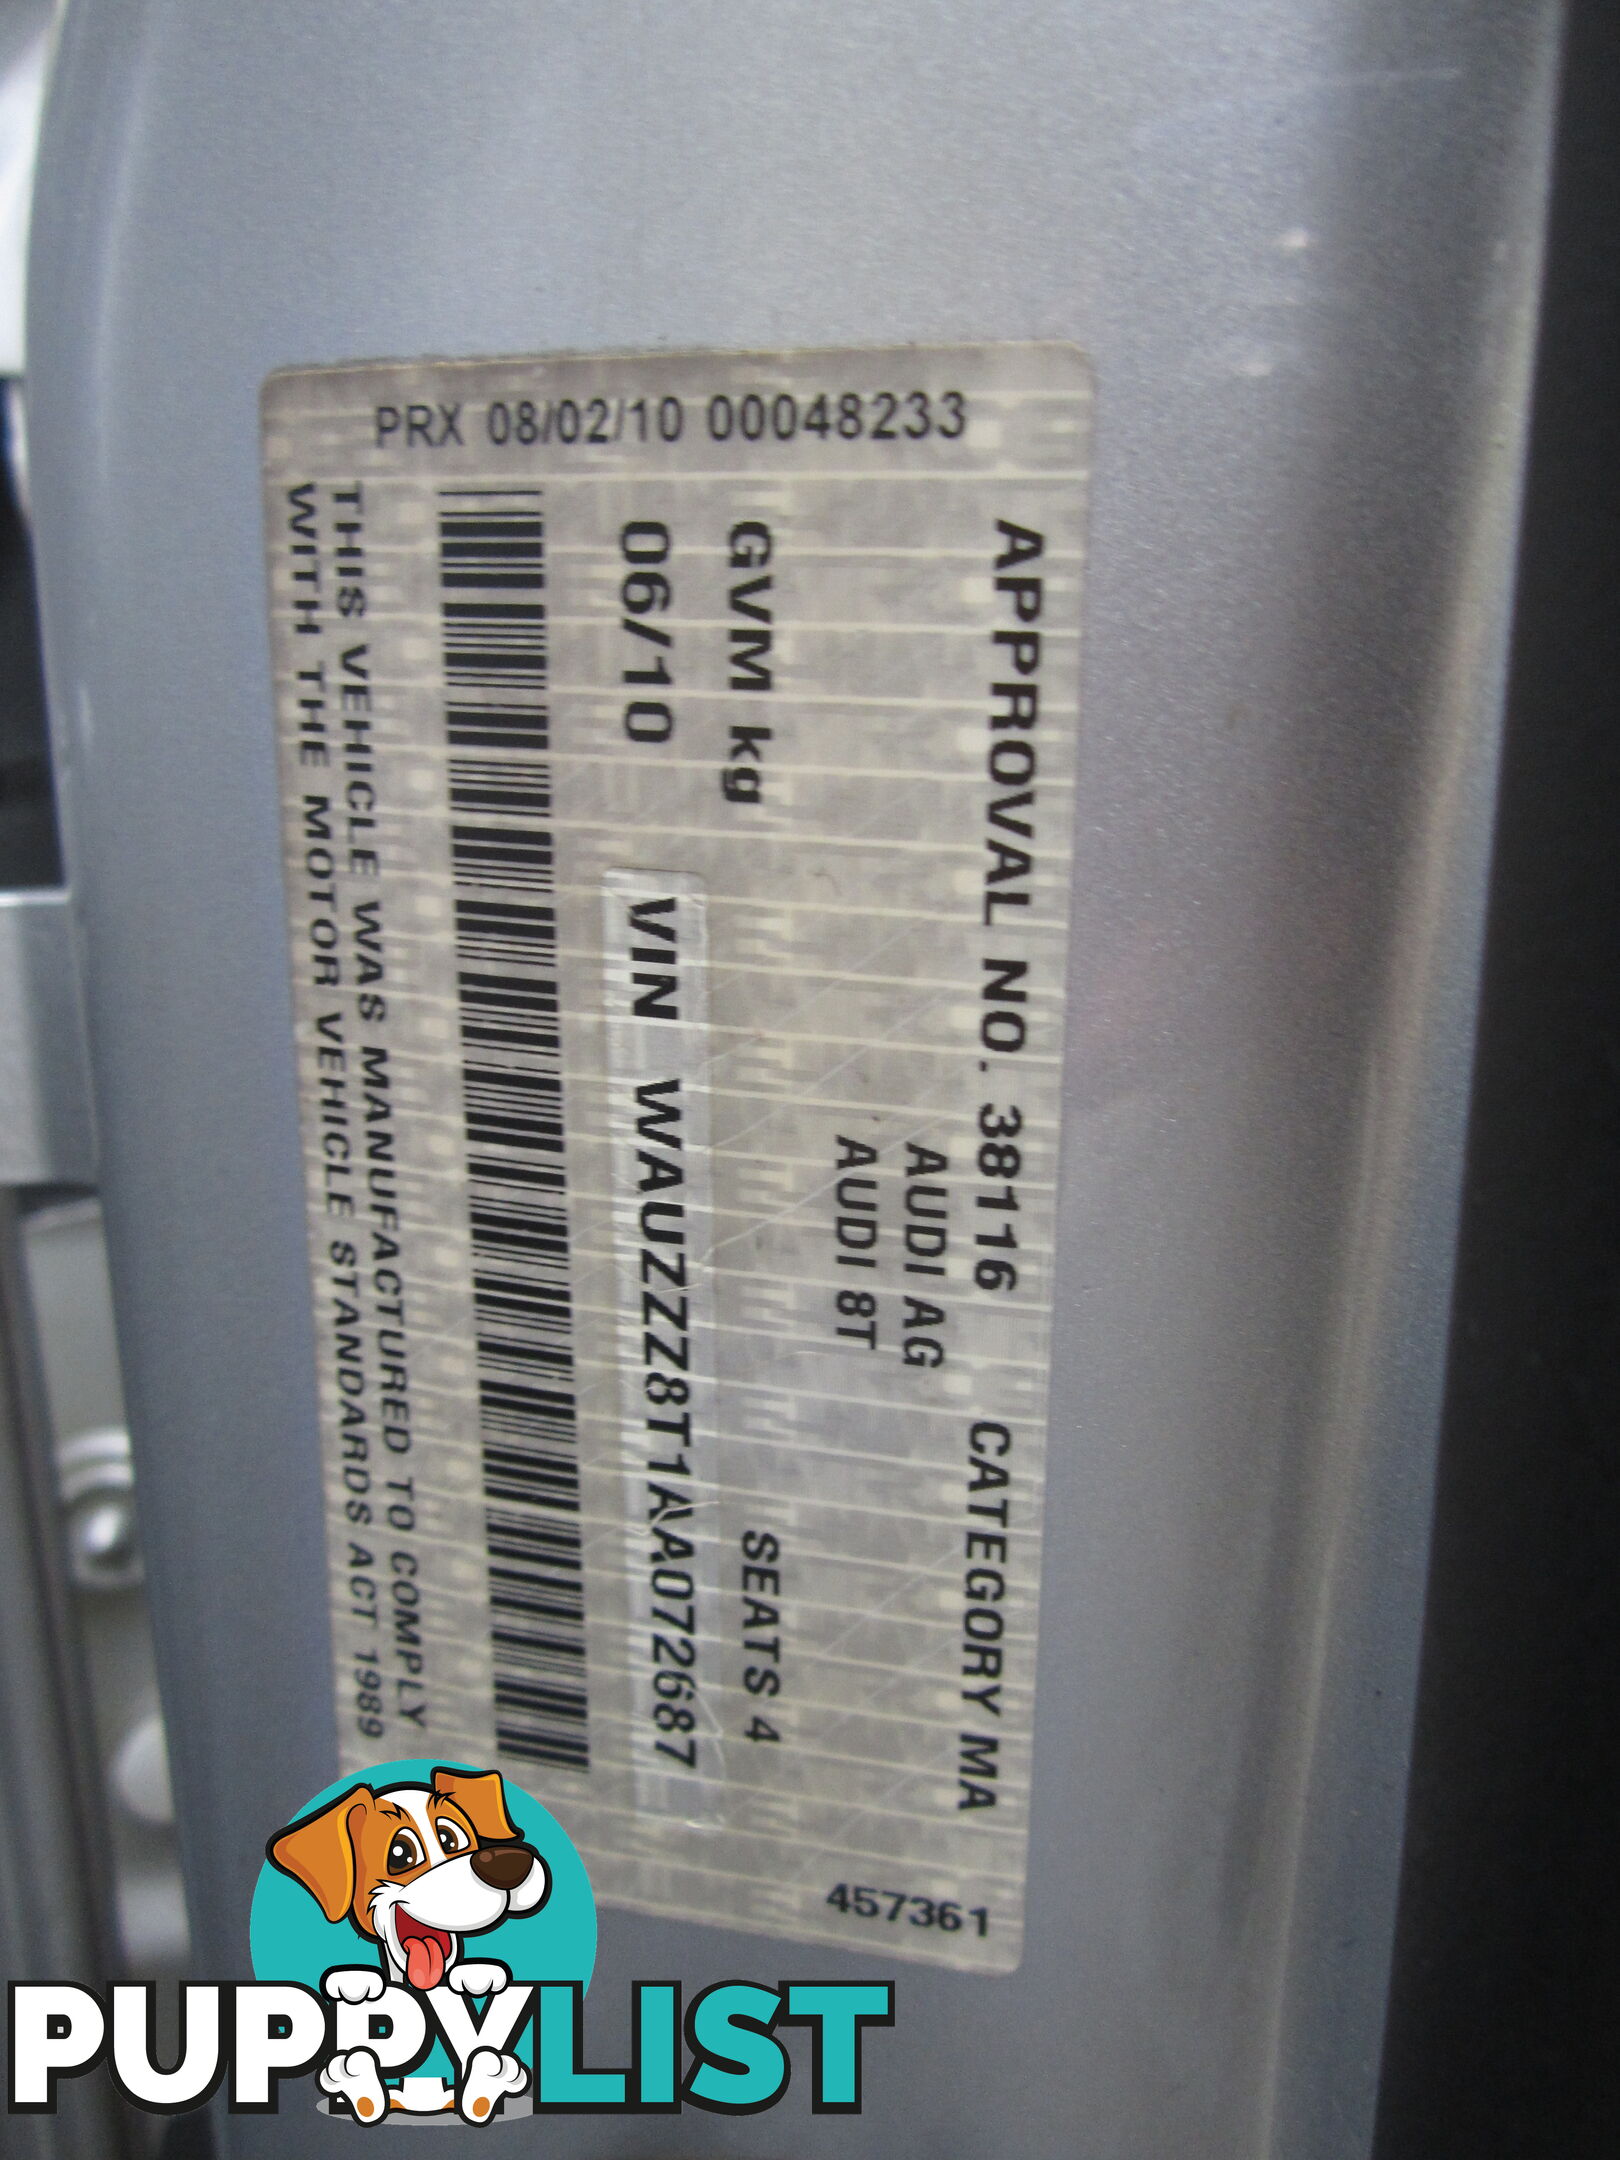 PRX 08/02/10 00048233
APPROVAL NO. 38116 CATEGORY MA
457361
AUDI AG
AUDI 8T
GVM kg SEATS 4
06/10 VIN WAUZZZ8T1AA072687
THIS VEHICLE WAS MANUFACTURED TO COMPLY
WITH THE MOTOR VEHICLE STANDARDS ACT 1989
PUPPYLIST